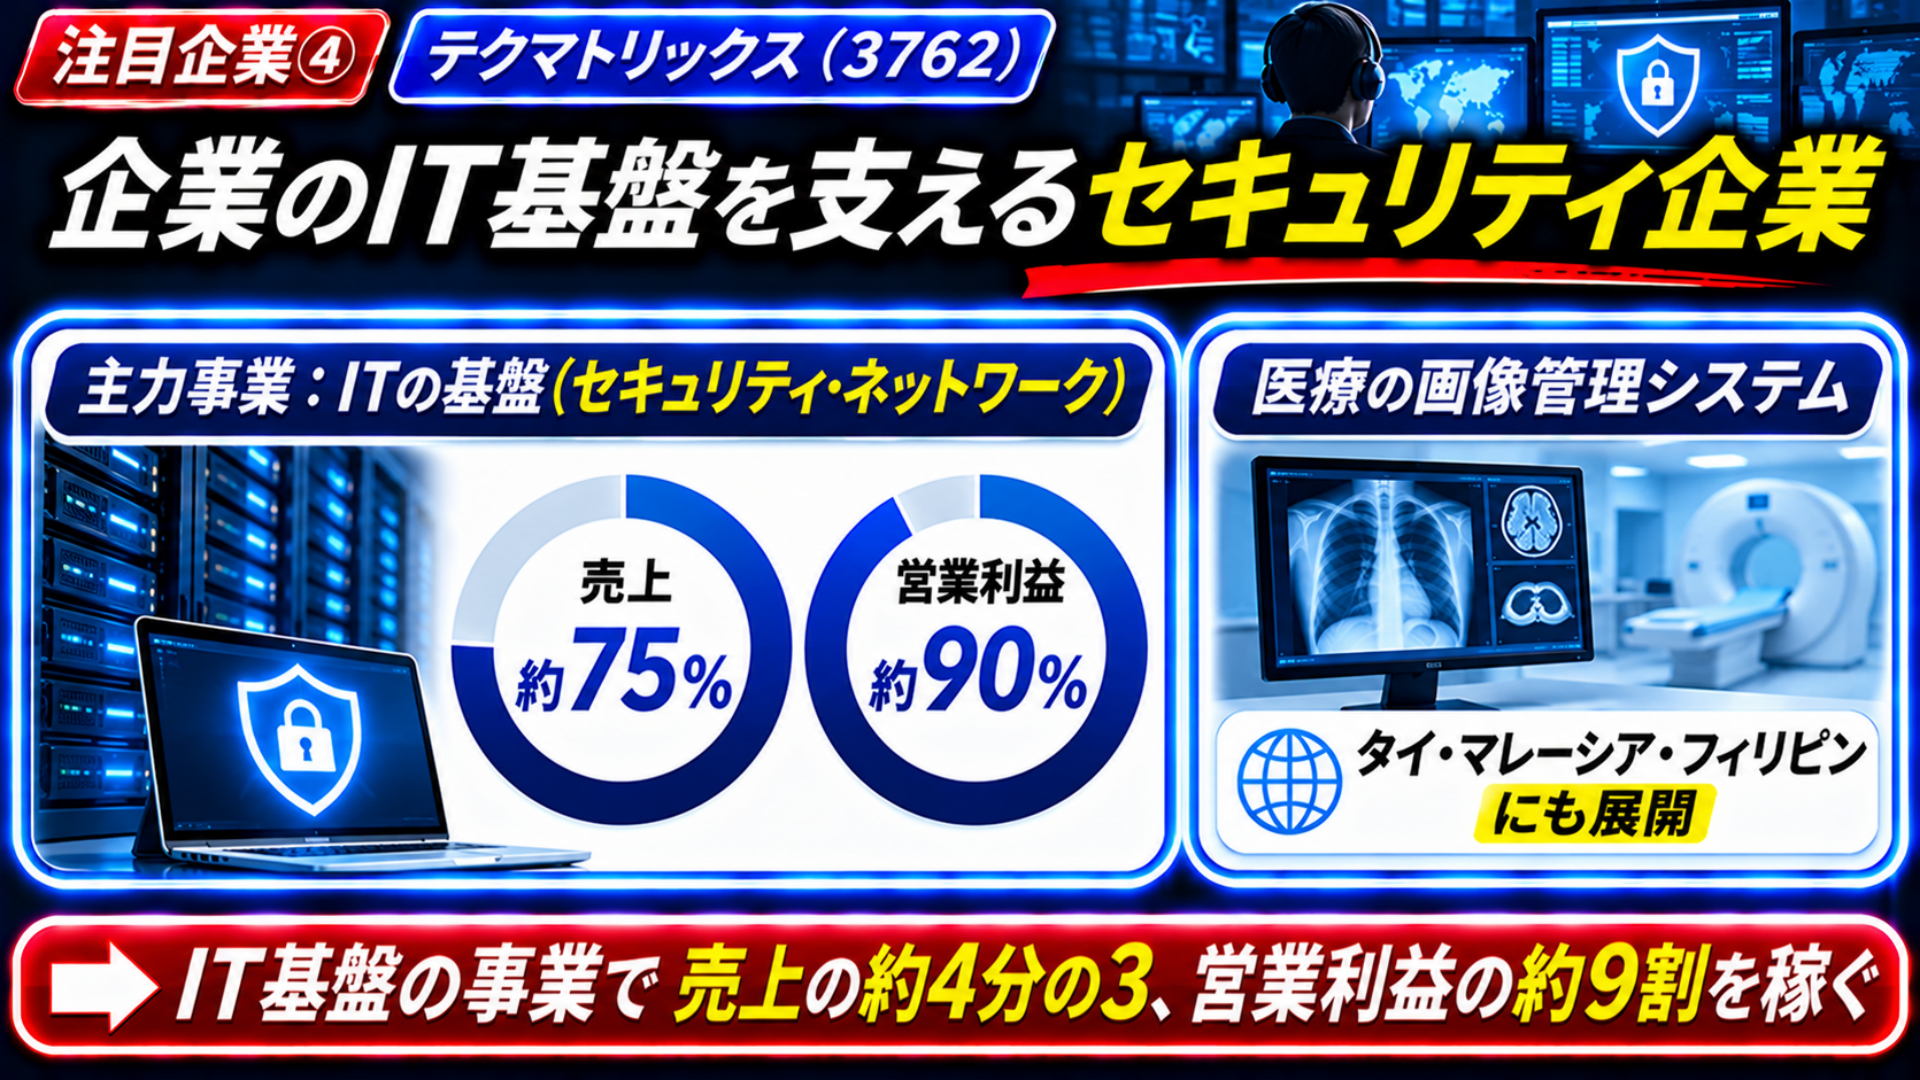 注目企業④
テクマトリックス(3762)
企業のIT基盤を支えるセキュリティ企業
主力事業:ITの基盤(セキュリティ・ネットワーク)
売上
約75%
営業利益
約90%
医療の画像管理システム
タイ・マレーシア・フィリピン
にも展開
IT基盤の事業で 売上の約4分の3、営業利益の約9割を稼ぐ